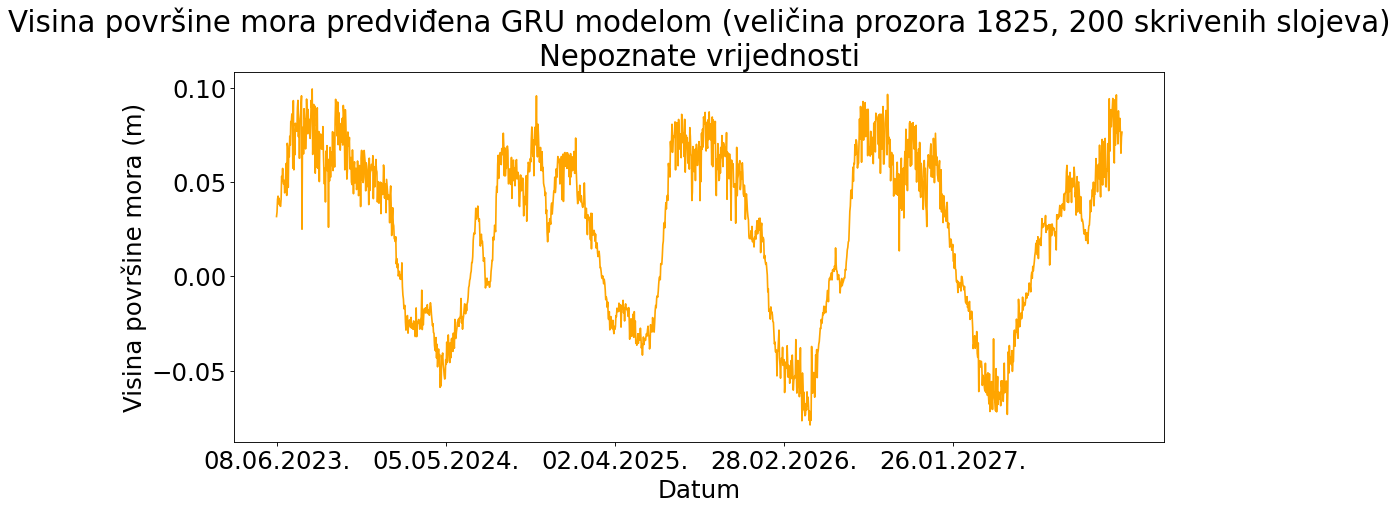 Visina površine mora predviđena GRU modelom (veličina prozora 1825, 200 skrivenih slojeva)
Nepoznate vrijednosti
Visina površine mora (m)
0.10
0.05
0.00
−0.05
08.06.2023. 05.05.2024. 02.04.2025. 28.02.2026. 26.01.2027.
Datum